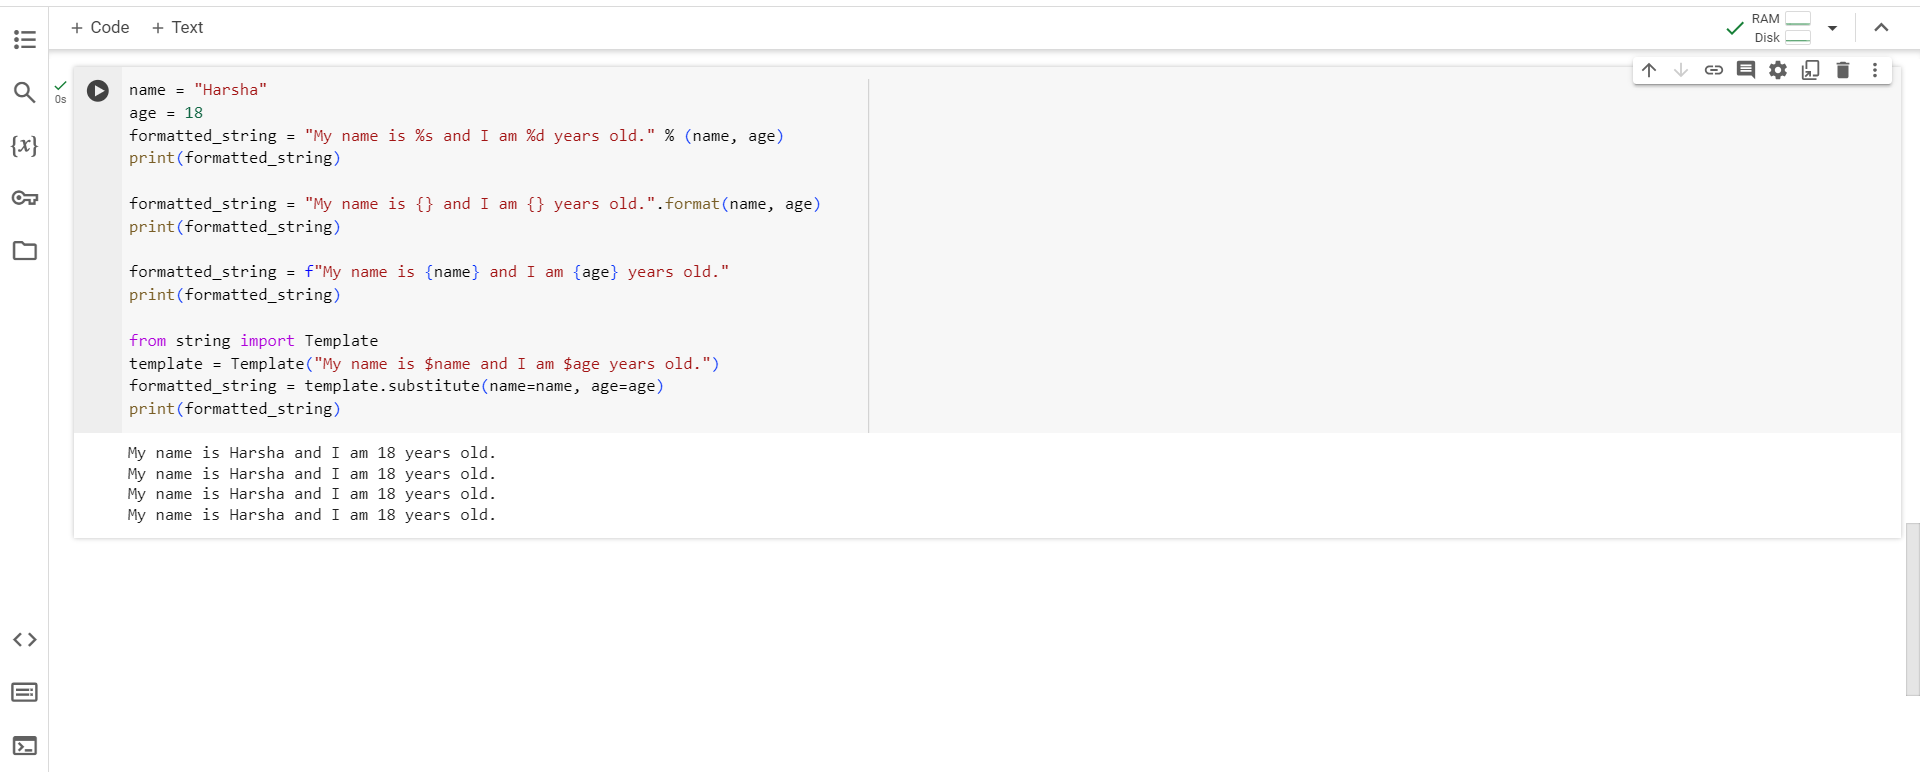 + Code + Text
RAM
Disk
{x}
0s
name = "Harsha"
age = 18
formatted_string = "My name is %s and I am %d years old." % (name, age)
print(formatted_string)
formatted_string = "My name is {} and I am {} years old.".format(name, age)
print(formatted_string)
formatted_string = f"My name is {name} and I am {age} years old."
print(formatted_string)
from string import Template
template = Template("My name is $name and I am $age years old.")
formatted_string = template.substitute(name=name, age=age)
print(formatted_string)
My name is Harsha and I am 18 years old.
My name is Harsha and I am 18 years old.
My name is Harsha and I am 18 years old.
My name is Harsha and I am 18 years old.